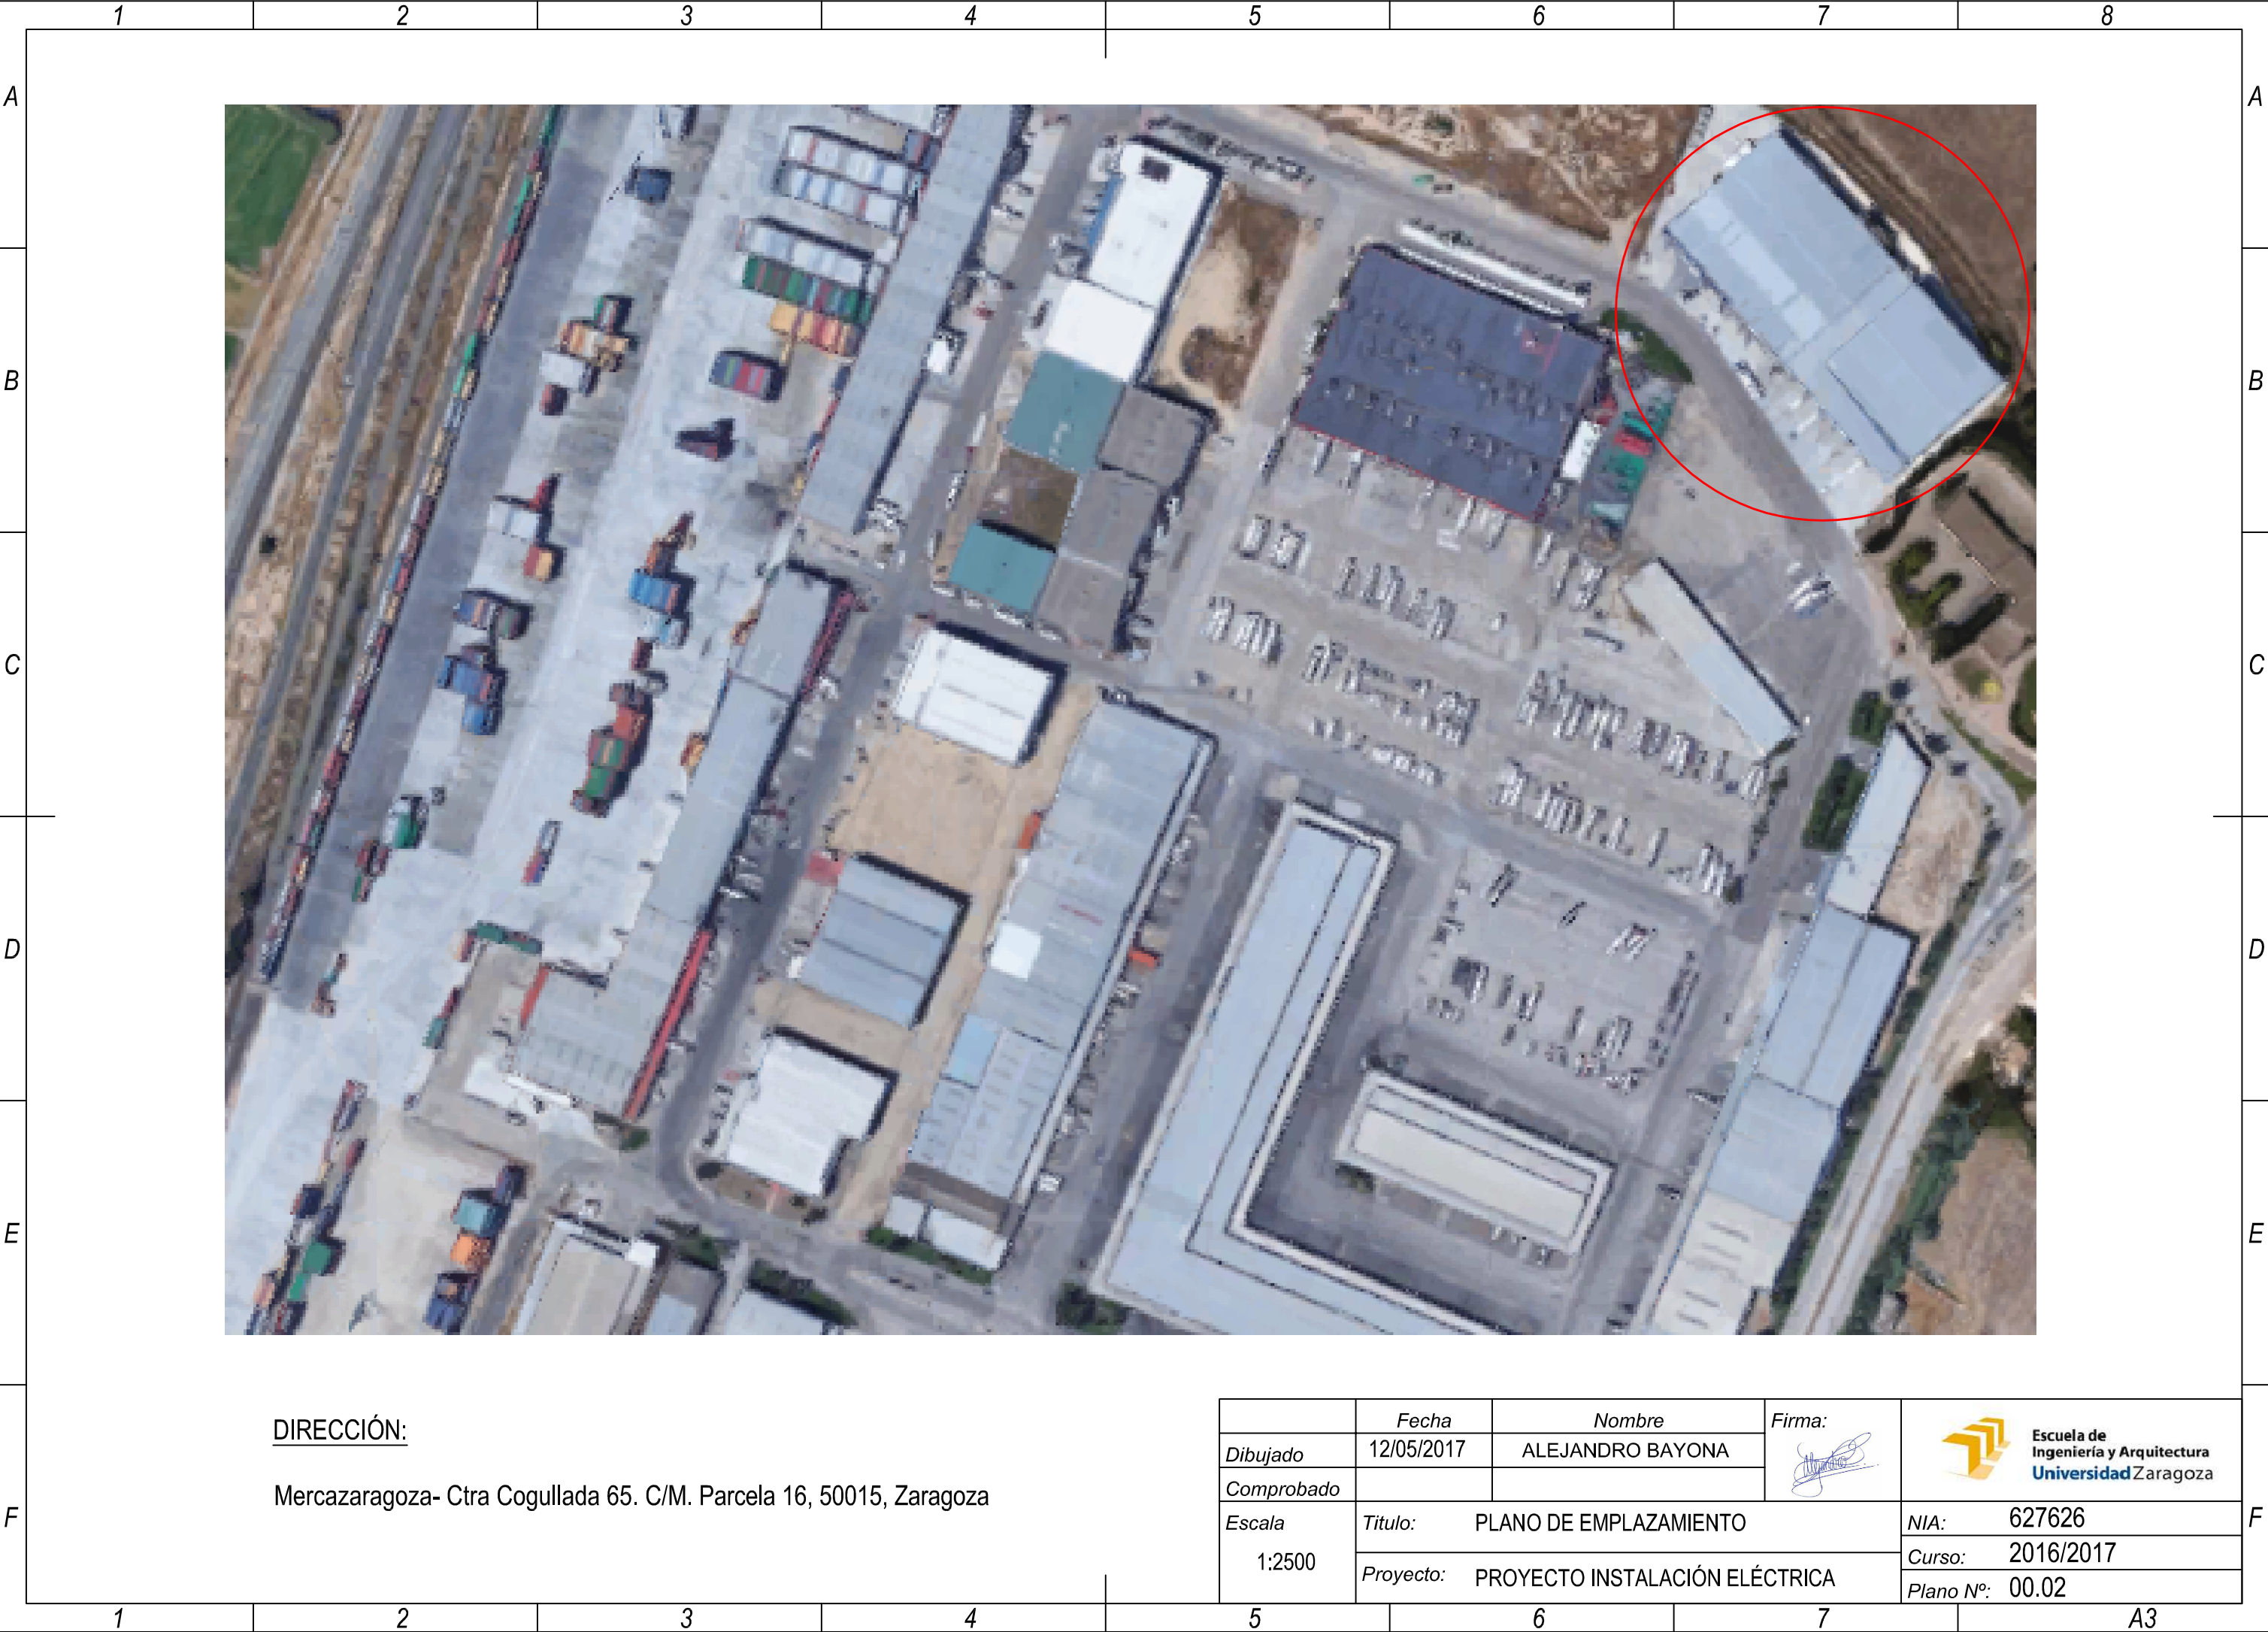 1 2 3 4 5 6 7 8
A A
B B
C C
D D
E E
F F
DIRECCIÓN:
Mercazaragoza- Ctra Cogullada 65. C/M. Parcela 16, 50015, Zaragoza
Fecha Nombre Firma:
Dibujado 12/05/2017 ALEJANDRO BAYONA
Comprobado
Escuela de
Ingeniería y Arquitectura
Universidad Zaragoza
Escala
1:2500
Titulo: PLANO DE EMPLAZAMIENTO
Proyecto: PROYECTO INSTALACIÓN ELÉCTRICA
NIA: 627626
Curso: 2016/2017
Plano Nº: 00.02
1 2 3 4 5 6 7 A3